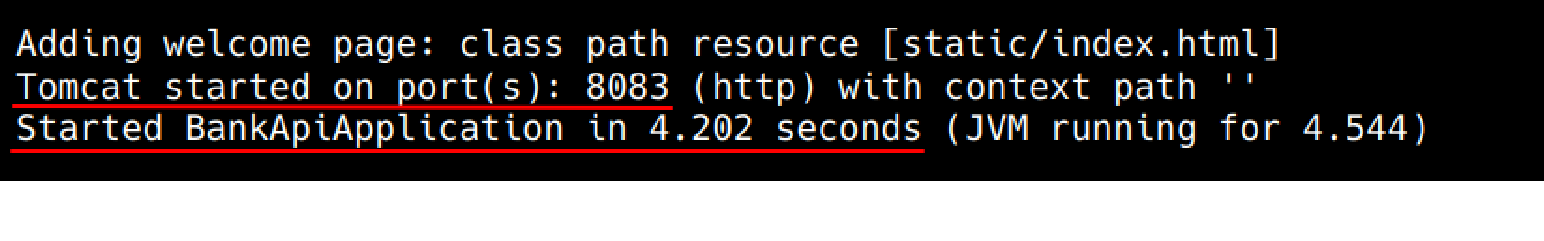 Adding welcome page: class path resource [static/index.html]
Tomcat started on port(s): 8083 (http) with context path ''
Started BankApiApplication in 4.202 seconds (JVM running for 4.544)